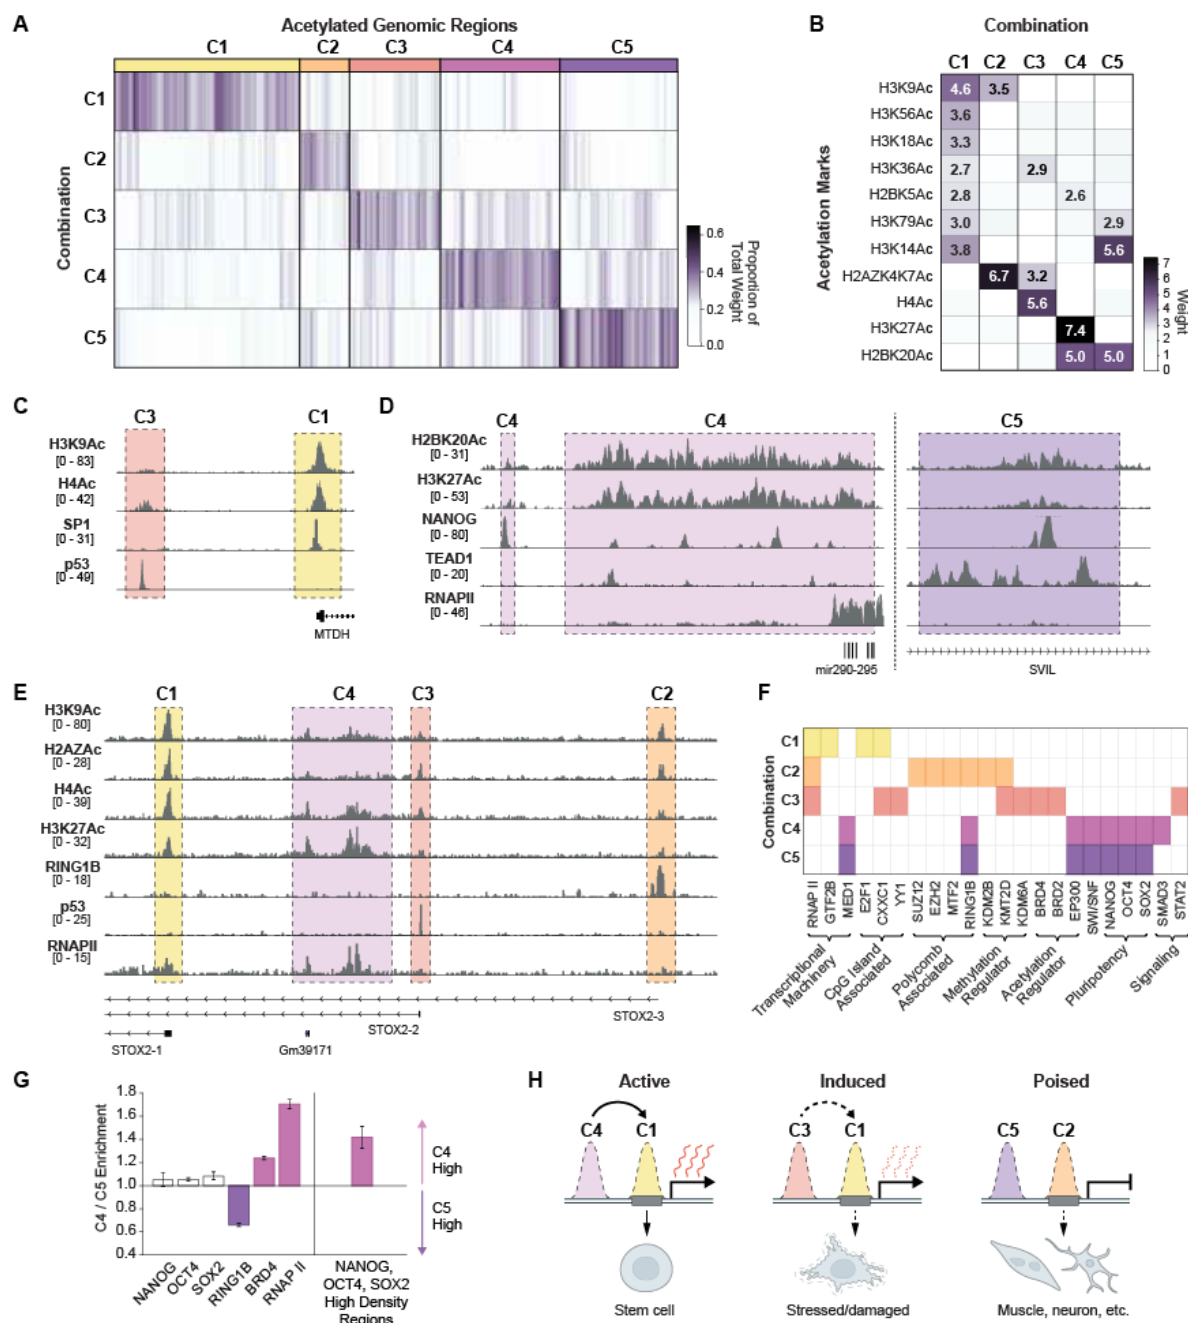 A
Acetylated Genomic Regions
C1 C2 C3 C4 C5
C1
C2
C3
C4
C5
Combination
0.6
0.4
0.2
0.0
Proportion of
Total Weight
B
Combination
C1 C2 C3 C4 C5
H3K9Ac 4.6 3.5
H3K56Ac 3.6
H3K18Ac 3.3
H3K36Ac 2.7 2.9
H2BK5Ac 2.8 2.6
H3K79Ac 3.0 2.9
H3K14Ac 3.8 5.6
H2AZK4K7Ac 6.7 3.2
H4Ac 5.6
H3K27Ac 7.4
H2BK20Ac 5.0 5.0
Acetylation Marks
7
6
5
4
3
2
1
0
Weight
C
C3 C1
H3K9Ac
[0 - 83]
H4Ac
[0 - 42]
SP1
[0 - 31]
p53
[0 - 49]
MTDH
D
C4 C4 C5
H2BK20Ac
[0 - 31]
H3K27Ac
[0 - 53]
NANOG
[0 - 80]
TEAD1
[0 - 20]
RNAPII
[0 - 46]
mir290-295 SVIL
E
C1 C4 C3 C2
H3K9Ac
[0 - 80]
H2AZAc
[0 - 28]
H4Ac
[0 - 39]
H3K27Ac
[0 - 32]
RING1B
[0 - 18]
p53
[0 - 25]
RNAPII
[0 - 15]
STOX2-3
STOX2-2
STOX2-1 Gm39171
F
C1
C2
C3
C4
C5
Combination
RNAP II
GTF2B
MED1
E2F1
CXXC1
YY1
SUZ12
EZH2
MTF2
RING1B
KDM2B
KMT2D
KDM6A
BRD4
BRD2
EP300
SWI/SNF
NANOG
OCT4
SOX2
SMAD3
STAT2
Transcriptional
Machinery
CpG Island
Associated
Polycomb
Associated
Methylation
Regulator
Acetylation
Regulator
Pluripotency
Signaling
G
C4 / C5 Enrichment
1.8
1.6
1.4
1.2
1.0
0.8
0.6
0.4
C4
High
C5
High
NANOG
OCT4
SOX2
RING1B
BRD4
RNAP II
NANOG,
OCT4, SOX2
High Density
Regions
H
Active Induced Poised
C4 C1 C3 C1 C5 C2
Stem cell Stressed/damaged Muscle, neuron, etc.